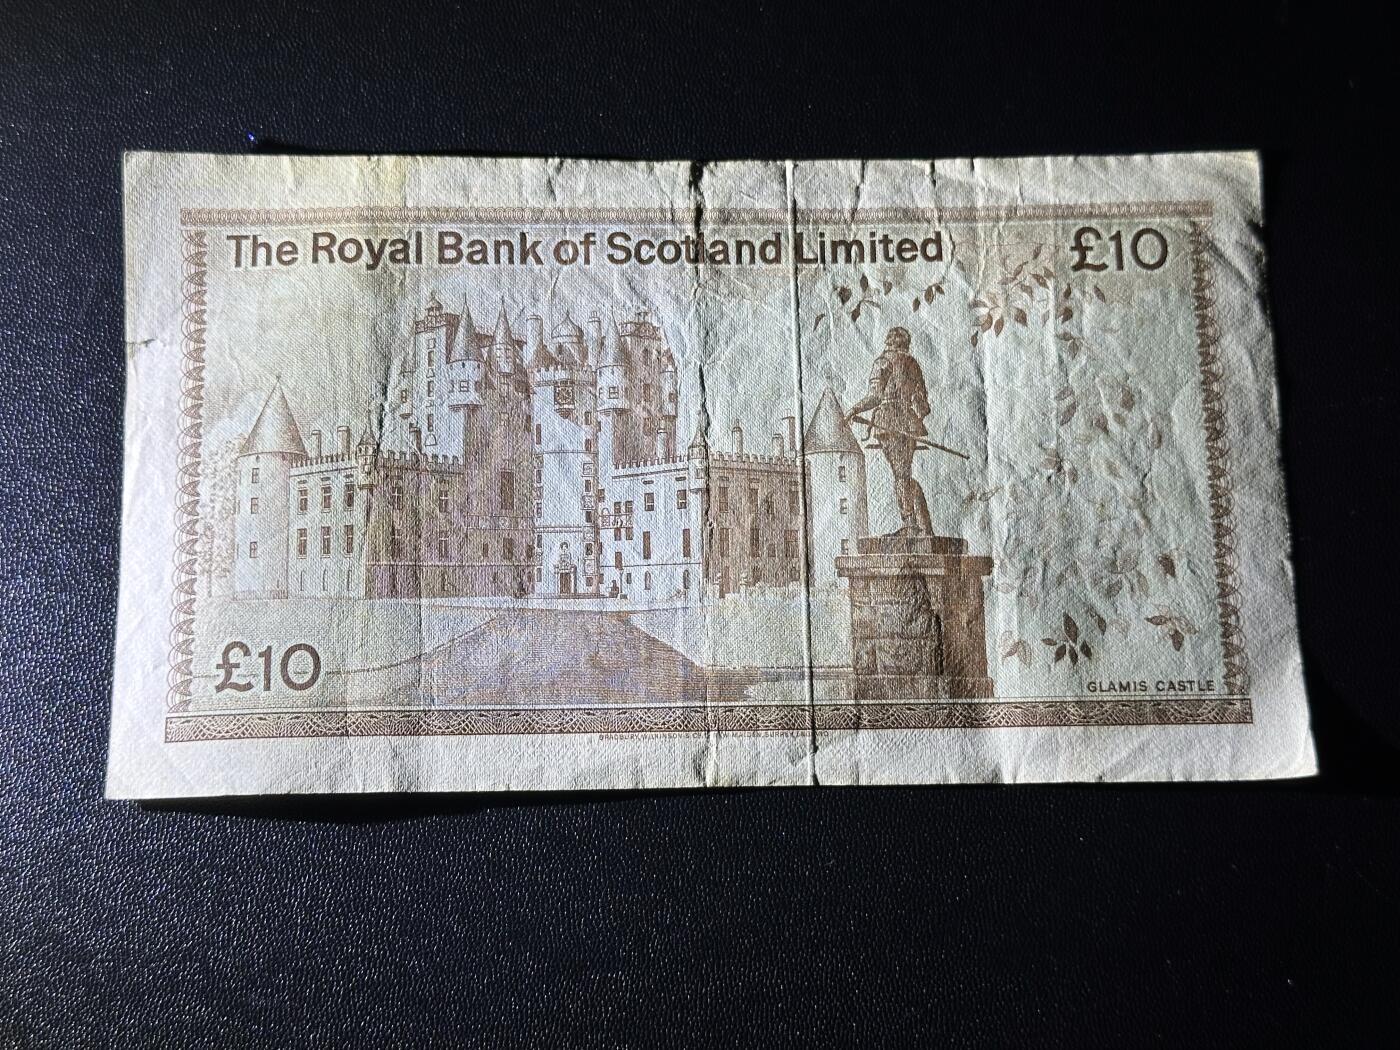 The Royal Bank of Scotland Limited
£10
£10
GLAMIS CASTLE